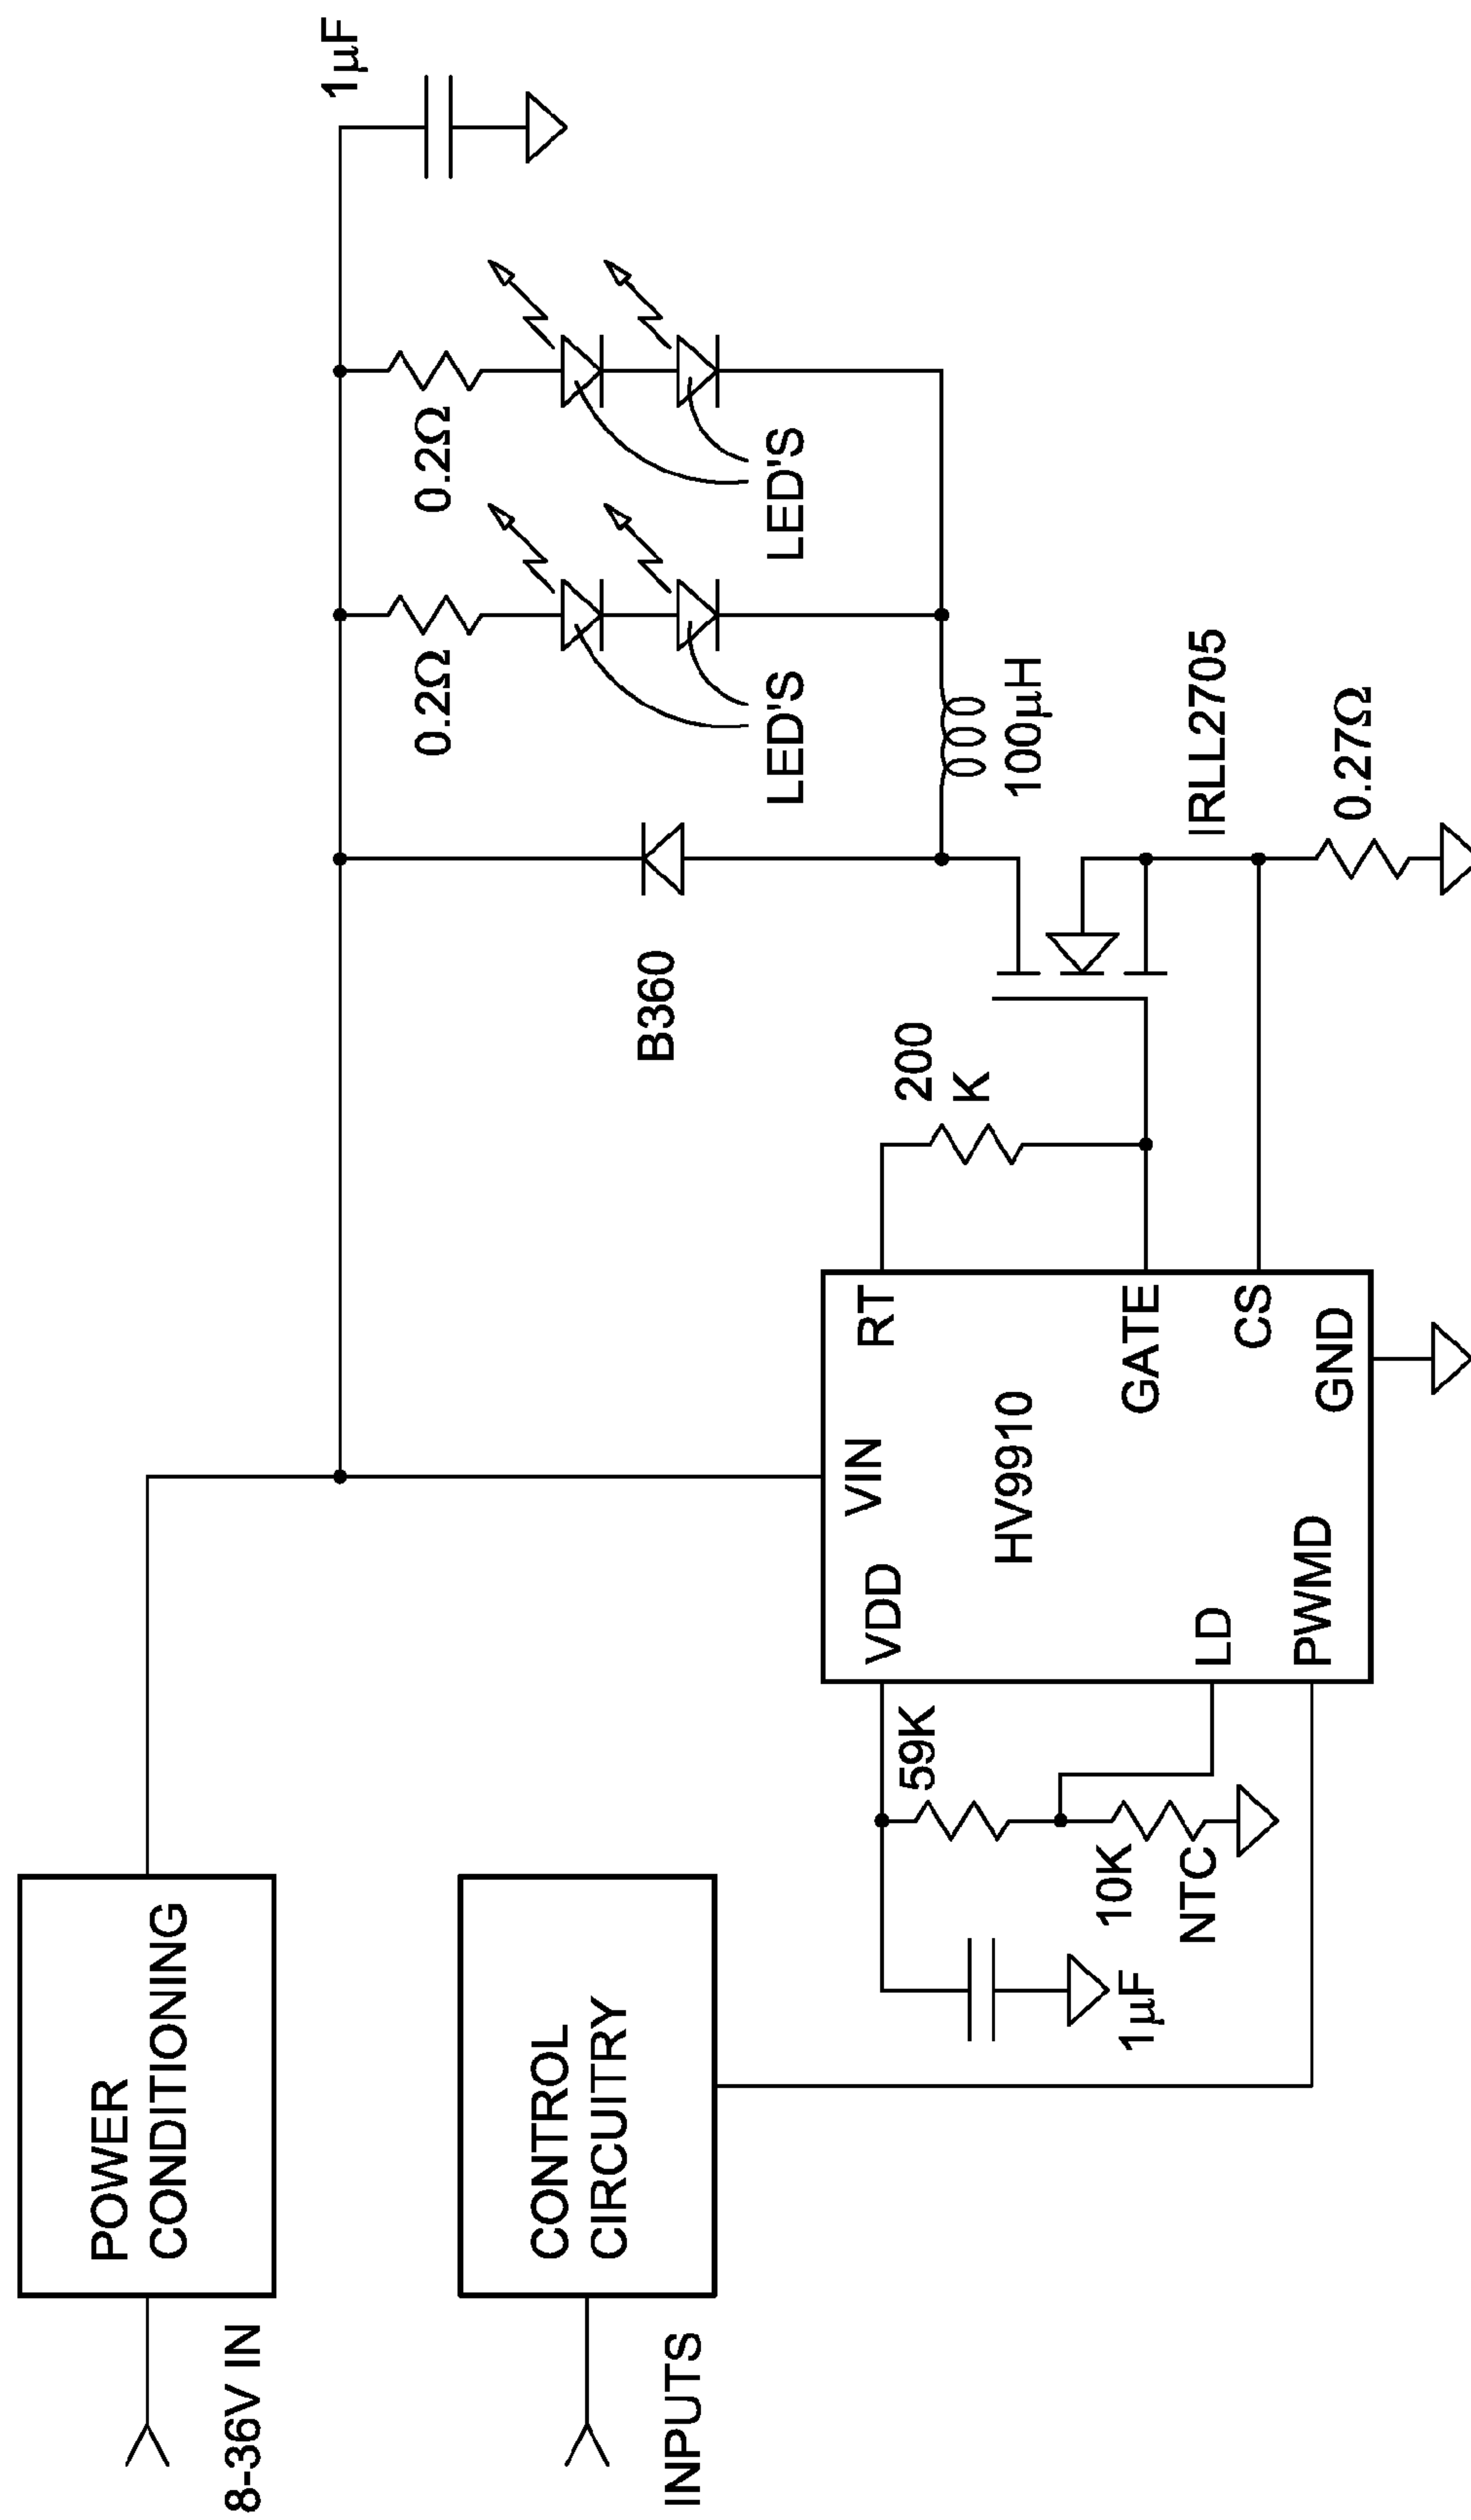 8-36V IN
POWER
CONDITIONING
INPUTS
CONTROL
CIRCUITRY
1µF
10K
NTC
59K
VDD
VIN
RT
HV9910
LD
GATE
PWMD
CS
GND
200
K
B360
IRLL2705
0.27Ω
100µH
0.2Ω
LED'S
0.2Ω
LED'S
1µF